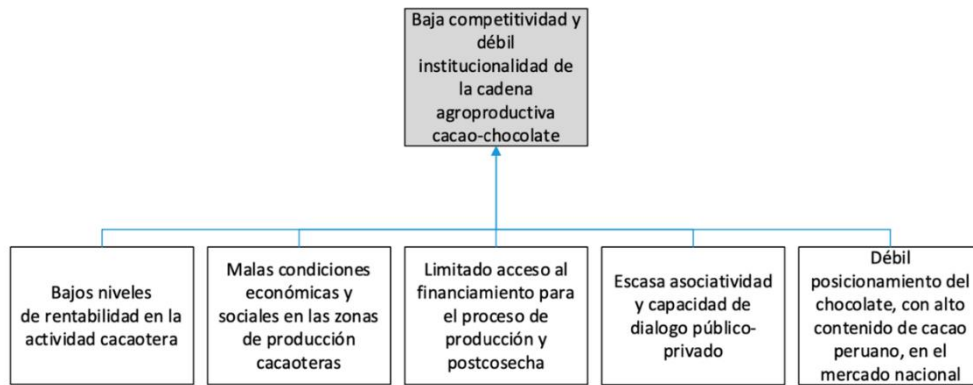 Baja competitividad y
débil
institucionalidad de
la cadena
agroproductiva
cacao-chocolate
Bajos niveles
de rentabilidad en la
actividad cacaotera
Malas condiciones
económicas y
sociales en las zonas
de producción
cacaoteras
Limitado acceso al
financiamiento para
el proceso de
producción y
postcosecha
Escasa asociatividad
y capacidad de
dialogo público-
privado
Débil
posicionamiento del
chocolate, con alto
contenido de cacao
peruano, en el
mercado nacional